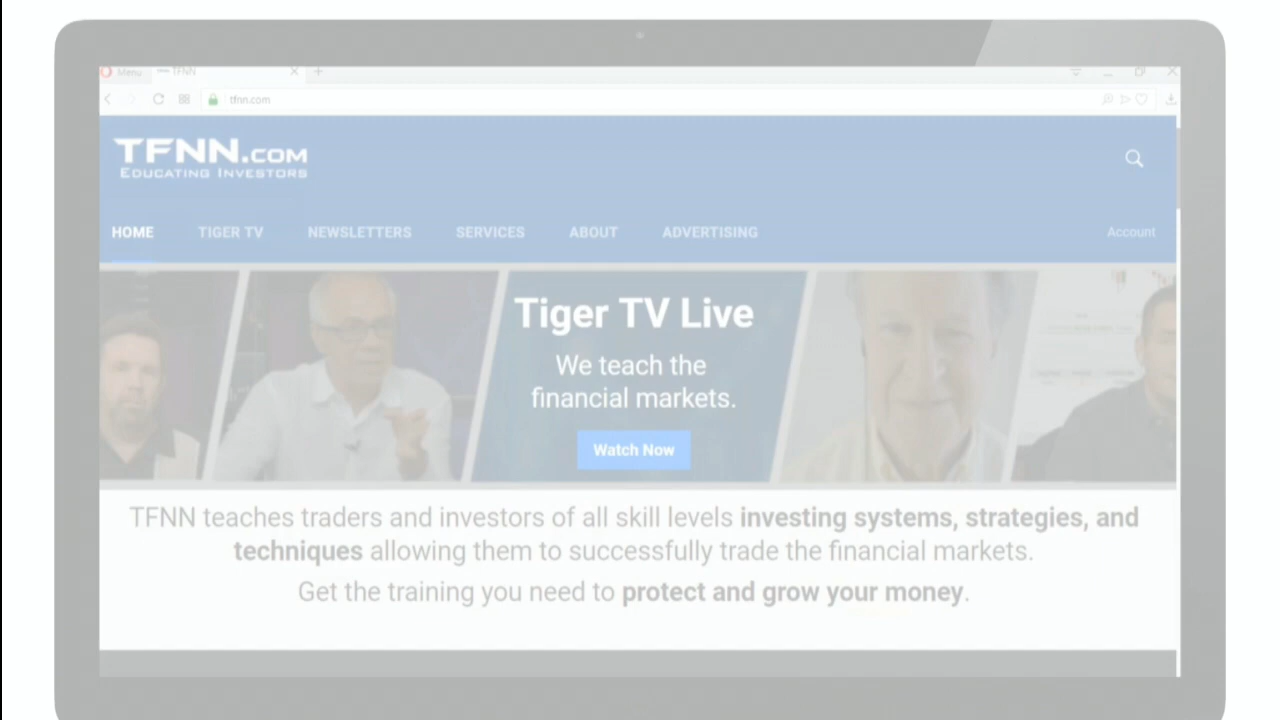 Menu
TFNN
tfnn.com
TFNN.COM
EDUCATING INVESTORS
HOME TIGER TV NEWSLETTERS SERVICES ABOUT ADVERTISING Account
Tiger TV Live
We teach the
financial markets.
Watch Now
TFNN teaches traders and investors of all skill levels investing systems, strategies, and
techniques allowing them to successfully trade the financial markets.
Get the training you need to protect and grow your money.